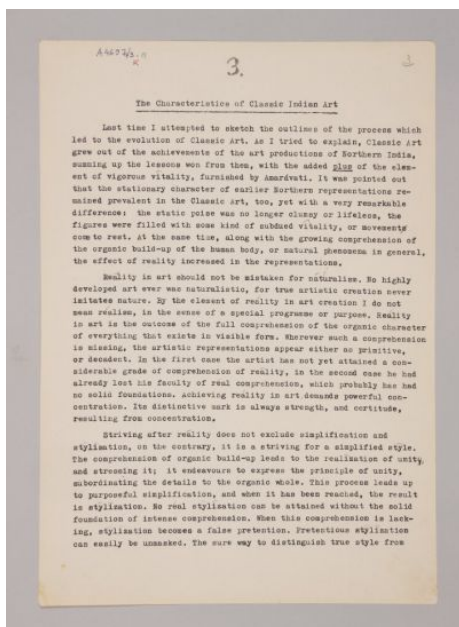 3.
3
The Characteristics of Classic Indian Art
Last time I attempted to sketch the outlines of the process which
led to the evolution of Classic Art. As I tried to explain, Classic Art
grew out of the achievements of the art productions of Northern India,
summing up the lessons won from them, with the added plus of the elem-
ent of vigorous vitality, furnished by Amarâvati. It was pointed out
that the stationary character of earlier Northern representations re-
mained prevalent in the Classic Art, too, yet with a very remarkable
difference: the static poise was no longer clumsy or lifeless, the
figures were filled with some kind of subdued vitality, or movements
come to rest. At the same time, along with the growing comprehension of
the organic build-up of the human body, or natural phenomena in general,
the effect of reality increased in the representations.
Reality in art should not be mistaken for naturalism. No highly
developed art ever was naturalistic, for true artistic creation never
imitates nature. By the element of reality in art creation I do not
mean realism, in the sense of a special programme or purpose. Reality
in art is the outcome of the full comprehension of the organic character
of everything that exists in visible form. Wherever such a comprehension
is missing, the artistic representations appear either as primitive,
or decadent. In the first case the artist has not yet attained a con-
siderable grade of comprehension of reality, in the second case he had
already lost his faculty of real comprehension, which probably has had
no solid foundations. Achieving reality in art demands powerful con-
centration. Its distinctive mark is always strength, and certitude,
resulting from concentration.
Striving after reality does not exclude simplification and
stylisation, on the contrary, it is a striving for a simplified style.
The comprehension of organic build-up leads to the realization of unity,
and stressing it; it endeavours to express the principle of unity,
subordinating the details to the organic whole. This process leads up
to purposeful simplification, and when it has been reached, the result
is stylization. No real stylization can be attained without the solid
foundation of intense comprehension. When this comprehension is lack-
ing, stylization becomes a false pretention. Pretentious stylization
can easily be unmasked. The sure way to distinguish true style from